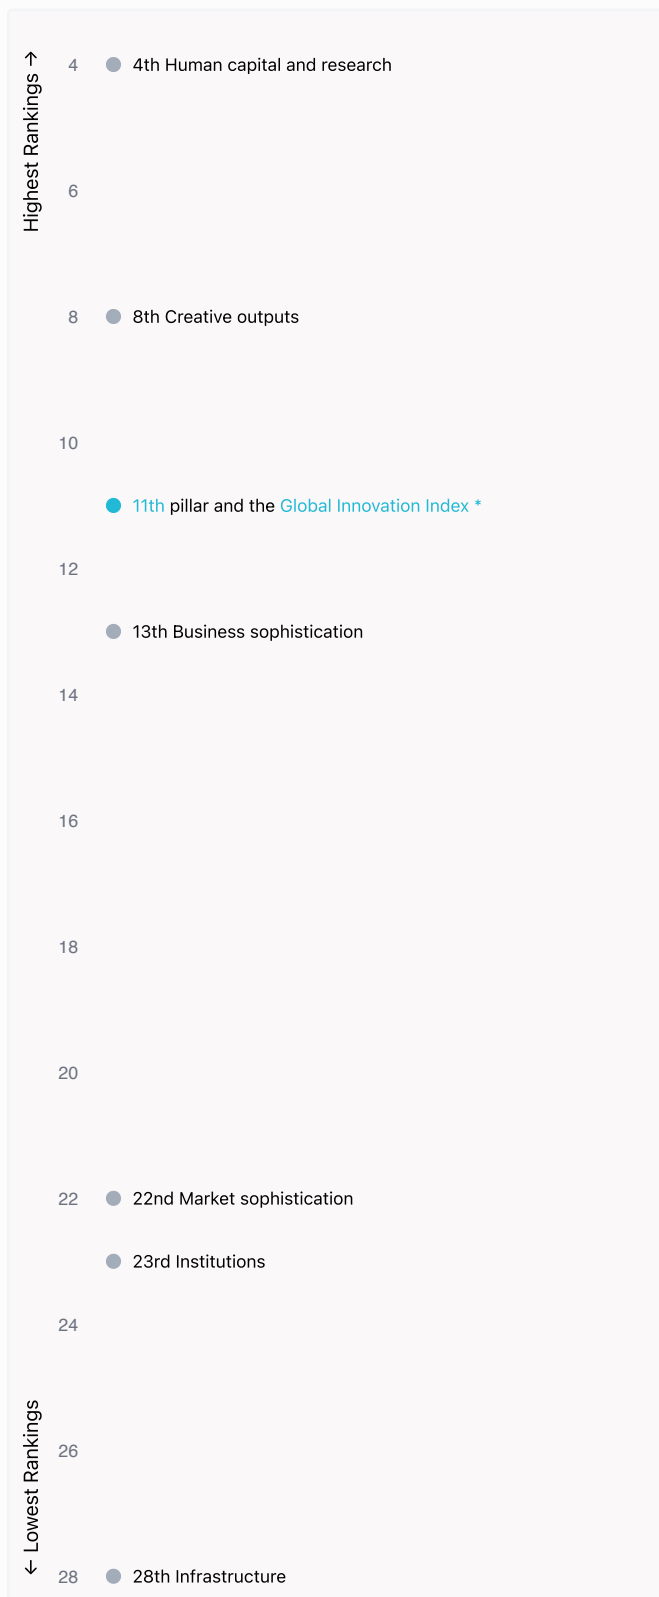 Highest Rankings →
4
4th Human capital and research
6
8
8th Creative outputs
10
11th pillar and the Global Innovation Index *
12
13th Business sophistication
14
16
18
20
22
22nd Market sophistication
23rd Institutions
24
← Lowest Rankings
26
28
28th Infrastructure